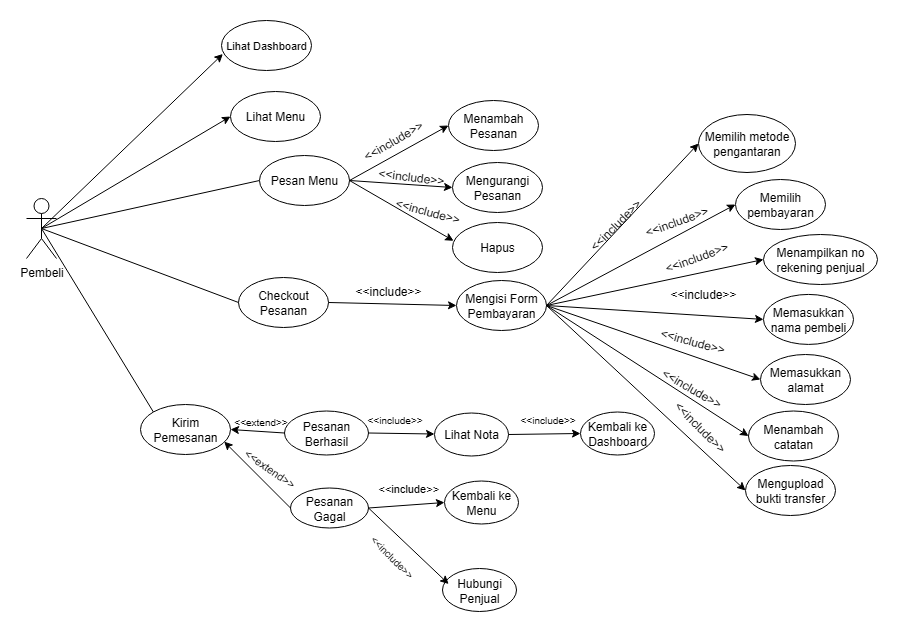 Lihat Dashboard
Lihat Menu
Pesan Menu
<<include>>
Menambah
Pesanan
<<include>>
Mengurangi
Pesanan
<<include>>
Hapus
Pembeli
Checkout
Pesanan
<<include>>
Mengisi Form
Pembayaran
<<include>>
Memilih metode
pengantaran
<<include>>
Memilih
pembayaran
<<include>>
Menampilkan no
rekening penjual
<<include>>
Memasukkan
nama pembeli
<<include>>
Memasukkan
alamat
<<include>>
Menambah
catatan
<<include>>
Mengupload
bukti transfer
Kirim
Pemesanan
<<extend>>
Pesanan
Berhasil
<<include>>
Lihat Nota
<<include>>
Kembali ke
Dashboard
<<extend>>
Pesanan
Gagal
<<include>>
Kembali ke
Menu
<<include>>
Hubungi
Penjual